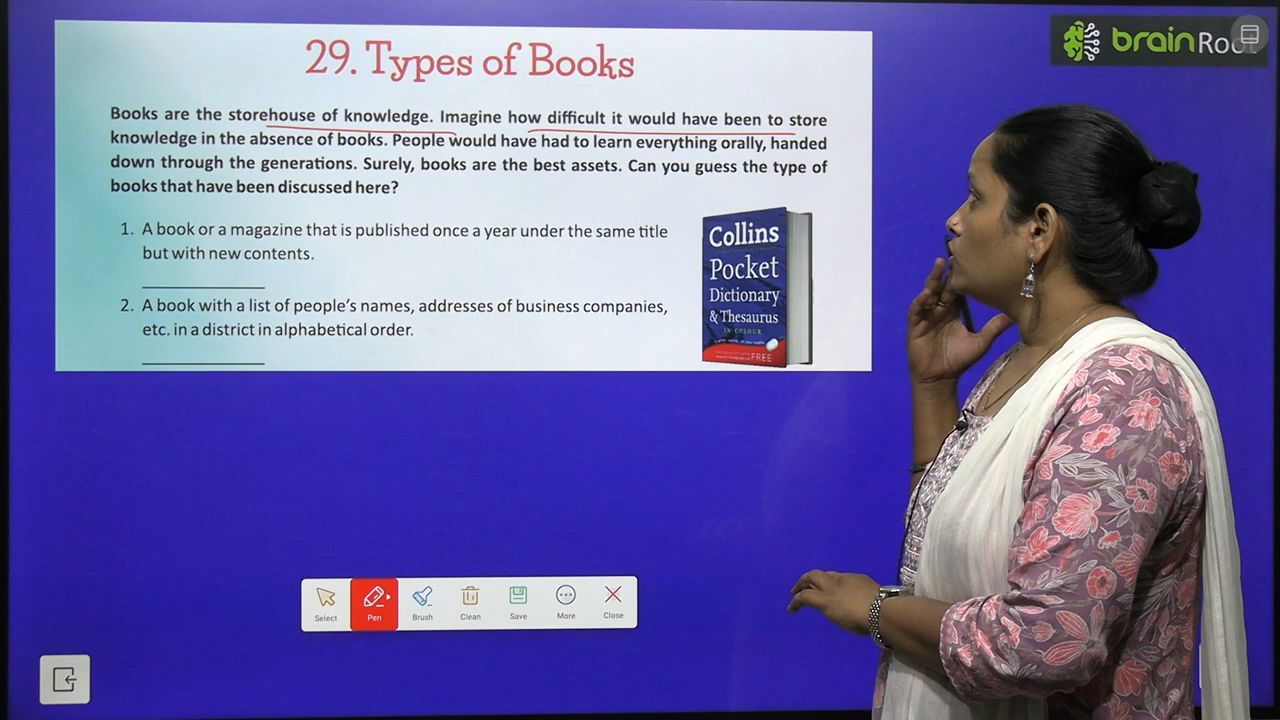 29. Types of Books
Books are the storehouse of knowledge. Imagine how difficult it would have been to store
knowledge in the absence of books. People would have had to learn everything orally, handed
down through the generations. Surely, books are the best assets. Can you guess the type of
books that have been discussed here?
1. A book or a magazine that is published once a year under the same title
but with new contents.
2. A book with a list of people's names, addresses of business companies,
etc. in a district in alphabetical order.
Collins
Pocket
Dictionary
& Thesaurus
IN COLOUR
FREE
brainRoot
Select
Pen
Brush
Clean
Save
More
Close